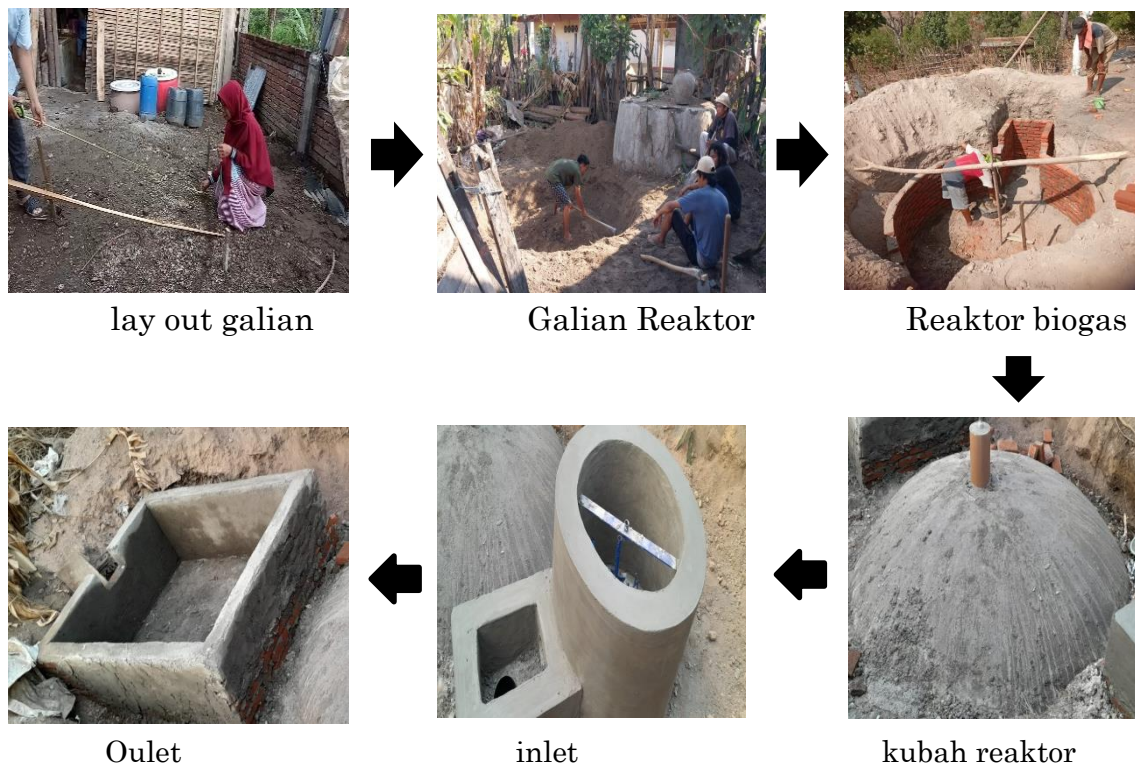 lay out galian
Galian Reaktor
Reaktor biogas
kubah reaktor
inlet
Oulet